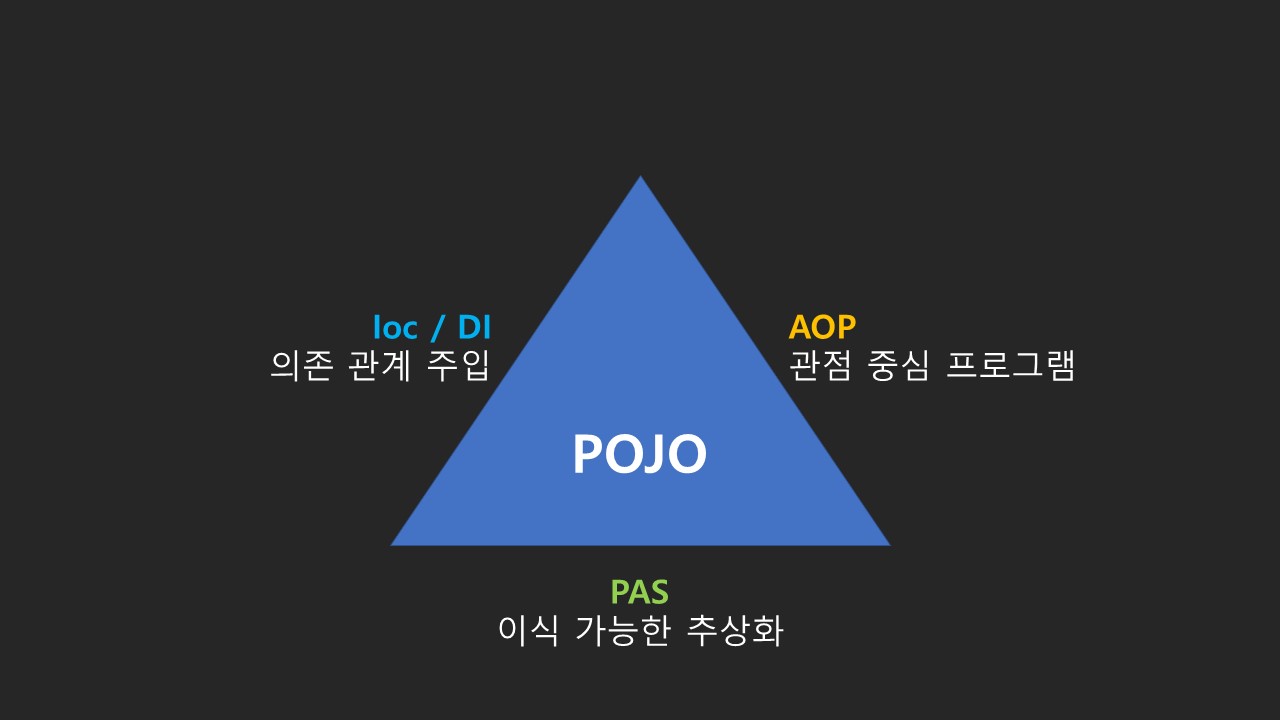 Ioc / DI
의존 관계 주입
AOP
관점 중심 프로그램
POJO
PAS
이식 가능한 추상화